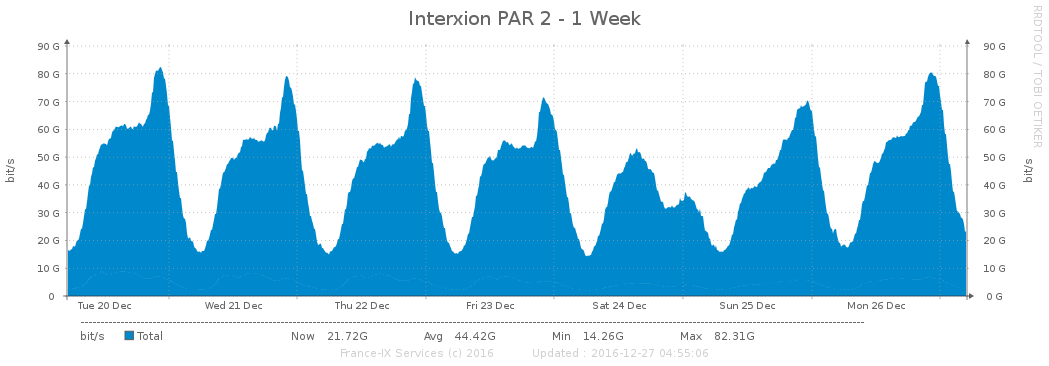 Interxion PAR 2 - 1 Week
RRDTOOL / TOBI OETIKER
bit/s
90 G
80 G
70 G
60 G
50 G
40 G
30 G
20 G
10 G
0
90 G
80 G
70 G
60 G
50 G
40 G
30 G
20 G
10 G
0 G
bit/s
Tue 20 Dec Wed 21 Dec Thu 22 Dec Fri 23 Dec Sat 24 Dec Sun 25 Dec Mon 26 Dec
bit/s Total Now 21.72G Avg 44.42G Min 14.26G Max 82.31G
France-IX Services (c) 2016 Updated : 2016-12-27 04:55:06